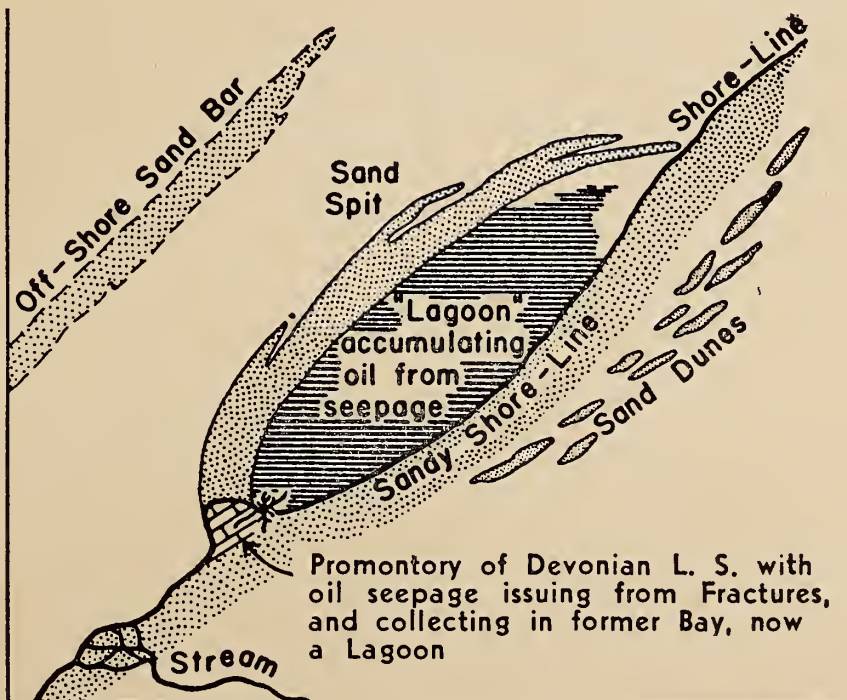 Off-Shore Sand Bar
Shore-Line
Sand
Spit
"Lagoon"
accumulating
oil from
seepage
Sandy Shore-Line
Sand Dunes
Promontory of Devonian L. S. with
oil seepage issuing from Fractures,
and collecting in former Bay, now
a Lagoon
Stream